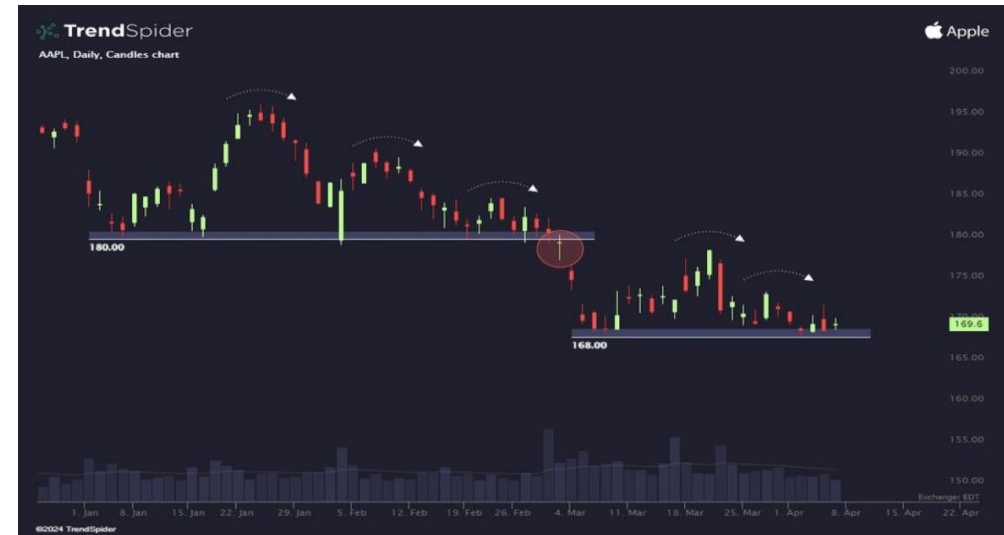 TrendSpider
Apple
AAPL, Daily, Candles chart
200.00
195.00
190.00
185.00
180.00
180.00
175.00
169.6
168.00
165.00
160.00
155.00
150.00
Exchange: EDT
1. Jan 8. Jan 15. Jan 22. Jan 29. Jan 5. Feb 12. Feb 19. Feb 26. Feb 4. Mar 11. Mar 18. Mar 25. Mar 1. Apr 8. Apr 15. Apr 22. Apr
©2024 TrendSpider